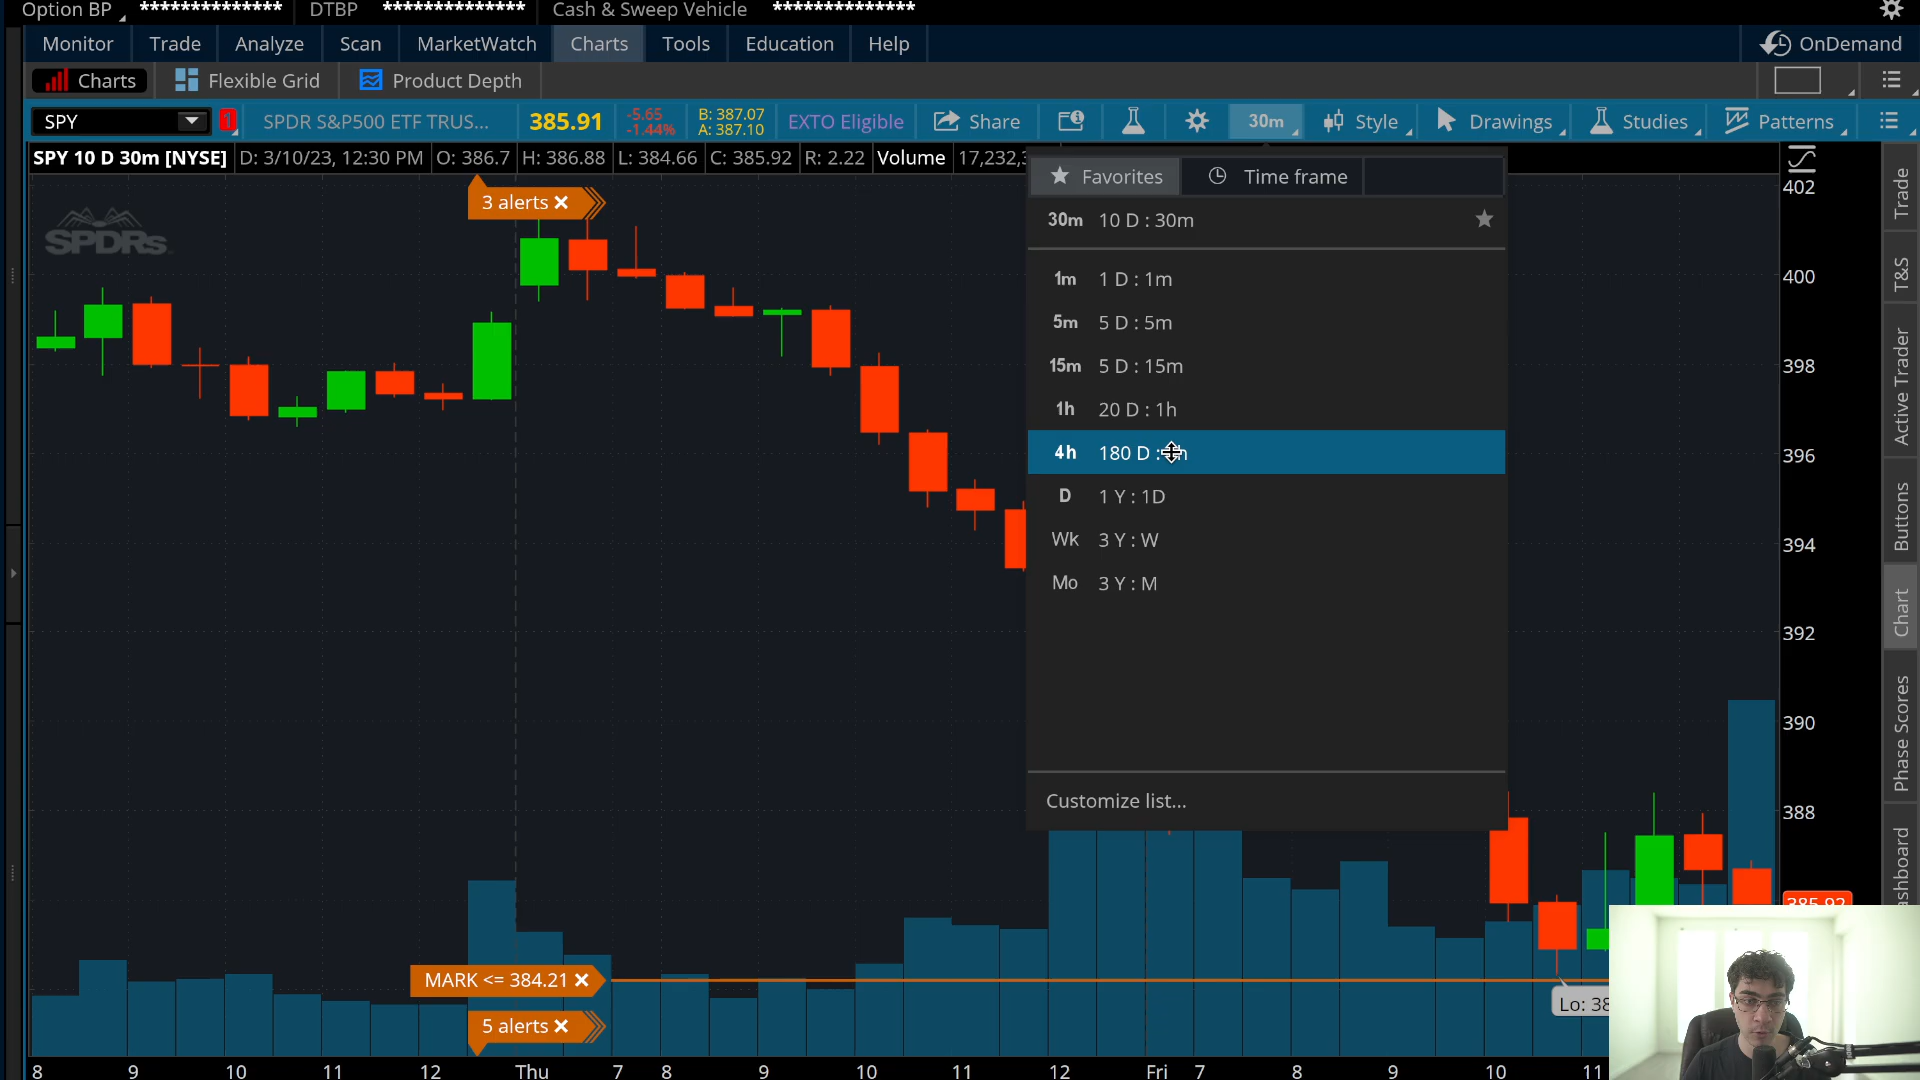 Option BP ************** DTBP ************** Cash & Sweep Vehicle **************
Monitor Trade Analyze Scan MarketWatch Charts Tools Education Help OnDemand
Charts Flexible Grid Product Depth
SPY 1 SPDR S&P500 ETF TRUS... 385.91 -5.65 -1.44% B: 387.07 A: 387.10 EXTO Eligible Share 30m Style Drawings Studies Patterns
SPY 10 D 30m [NYSE] D: 3/10/23, 12:30 PM O: 386.7 H: 386.88 L: 384.66 C: 385.92 R: 2.22 Volume
3 alerts
SPDRs
Favorites Time frame
30m 10 D : 30m
1m 1 D : 1m
5m 5 D : 5m
15m 5 D : 15m
1h 20 D : 1h
4h 180 D :
D 1 Y : 1D
Wk 3 Y : W
Mo 3 Y : M
Customize list...
402
400
398
396
394
392
390
388
385.92
MARK <= 384.21
5 alerts
Lo: 38
8 9 10 11 12 Thu 7 8 9 10 11 12 Fri 7 8 9 10 11
Trade
T&S
Active Trader
Buttons
Chart
Phase Scores